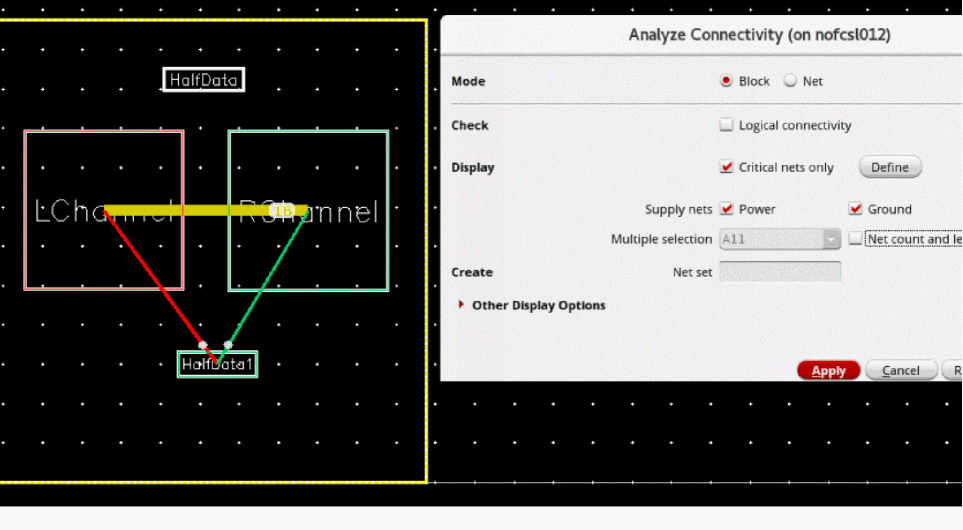 Analyze Connectivity (on nofcsl012)
HalfData
Mode Block Net
Check Logical connectivity
Display Critical nets only Define
LChannel RChannel
18
Supply nets Power Ground
Multiple selection A11 Net count and le
Create Net set
Other Display Options
HalfData1
Apply Cancel R